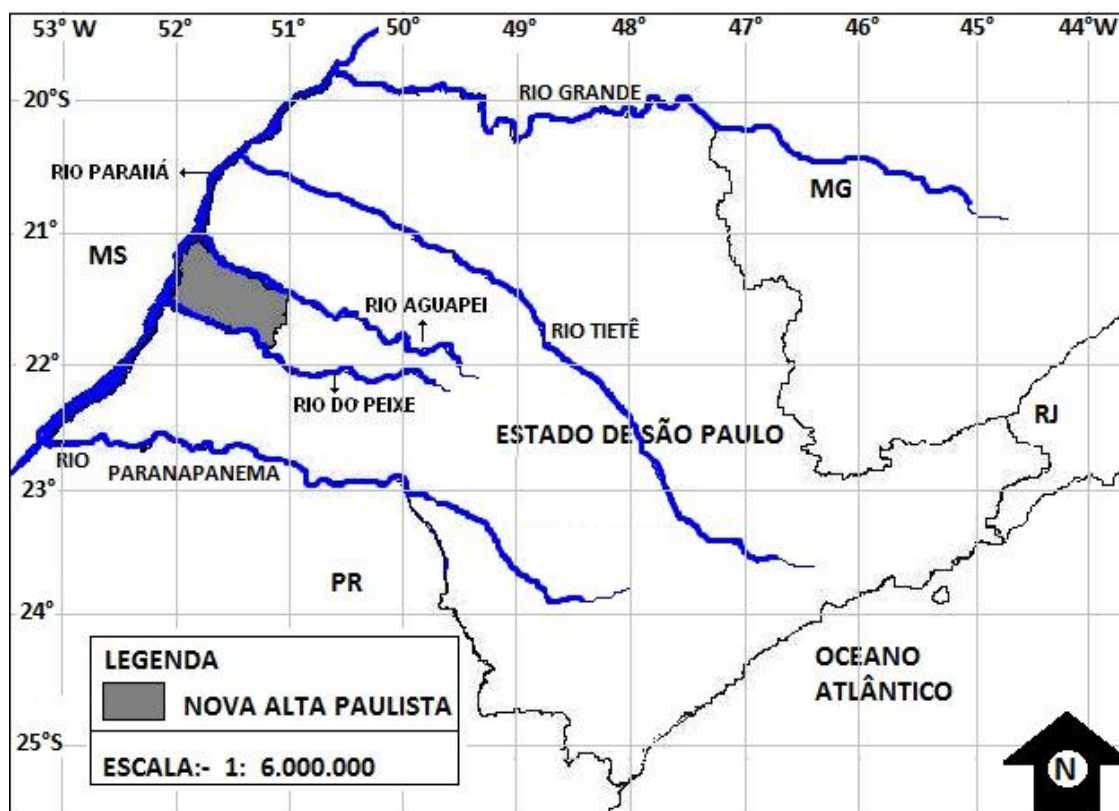 53°W 52° 51° 50° 49° 48° 47° 46° 45° 44°W
20°S
RIO GRANDE
RIO PARANÁ
MG
21°
MS
RIO AGUAPEI
RIO TIETÊ
22°
RIO DO PEIXE
ESTADO DE SÃO PAULO
RJ
RIO
PARANAPANEMA
23°
PR
24°
LEGENDA
NOVA ALTA PAULISTA
OCEANO
ATLÂNTICO
25°S
ESCALA:- 1: 6.000.000
N